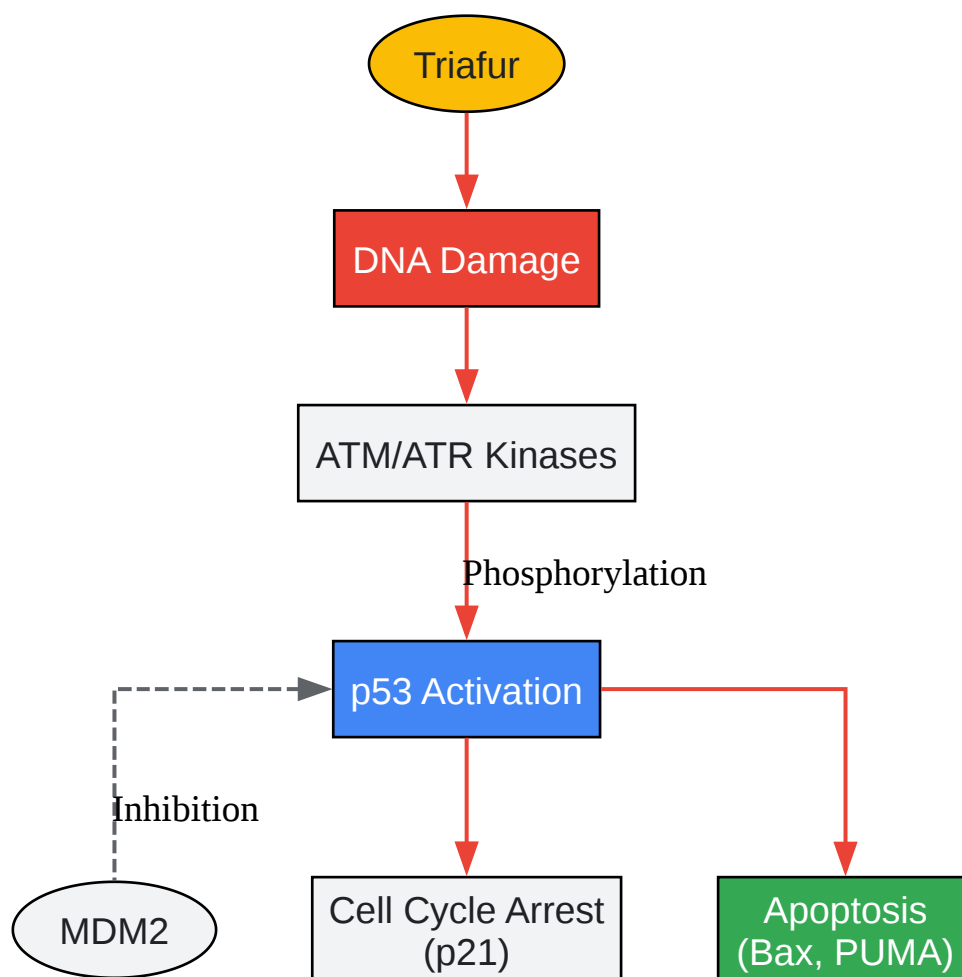 Triafur
DNA Damage
ATM/ATR Kinases
Phosphorylation
p53 Activation
Inhibition
MDM2
Cell Cycle Arrest
(p21)
Apoptosis
(Bax, PUMA)